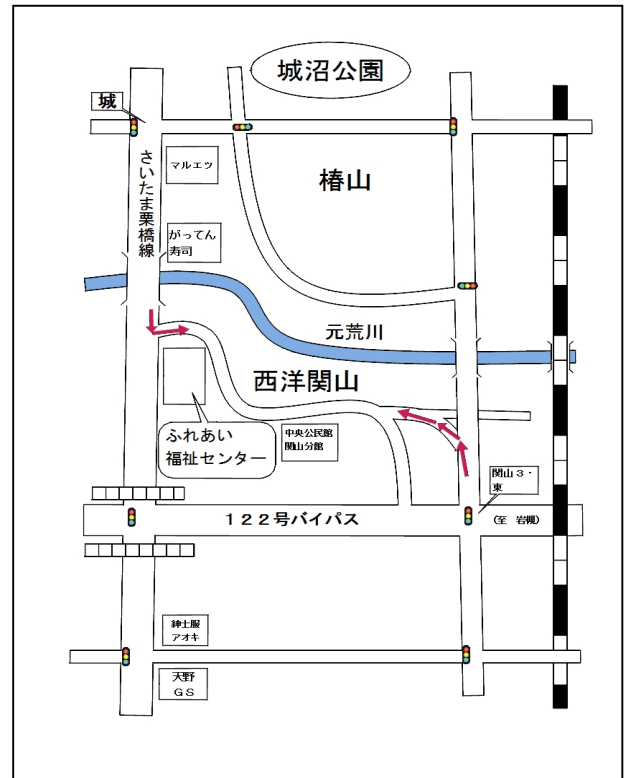 城沼公園
城
さいたま栗橋線
マルエツ
椿山
がってん
寿司
元荒川
西洋関山
ふれあい
福祉センター
中央公民館
関山分館
関山3・
東
122号バイパス
(至 岩槻)
紳士服
アオキ
天野
GS